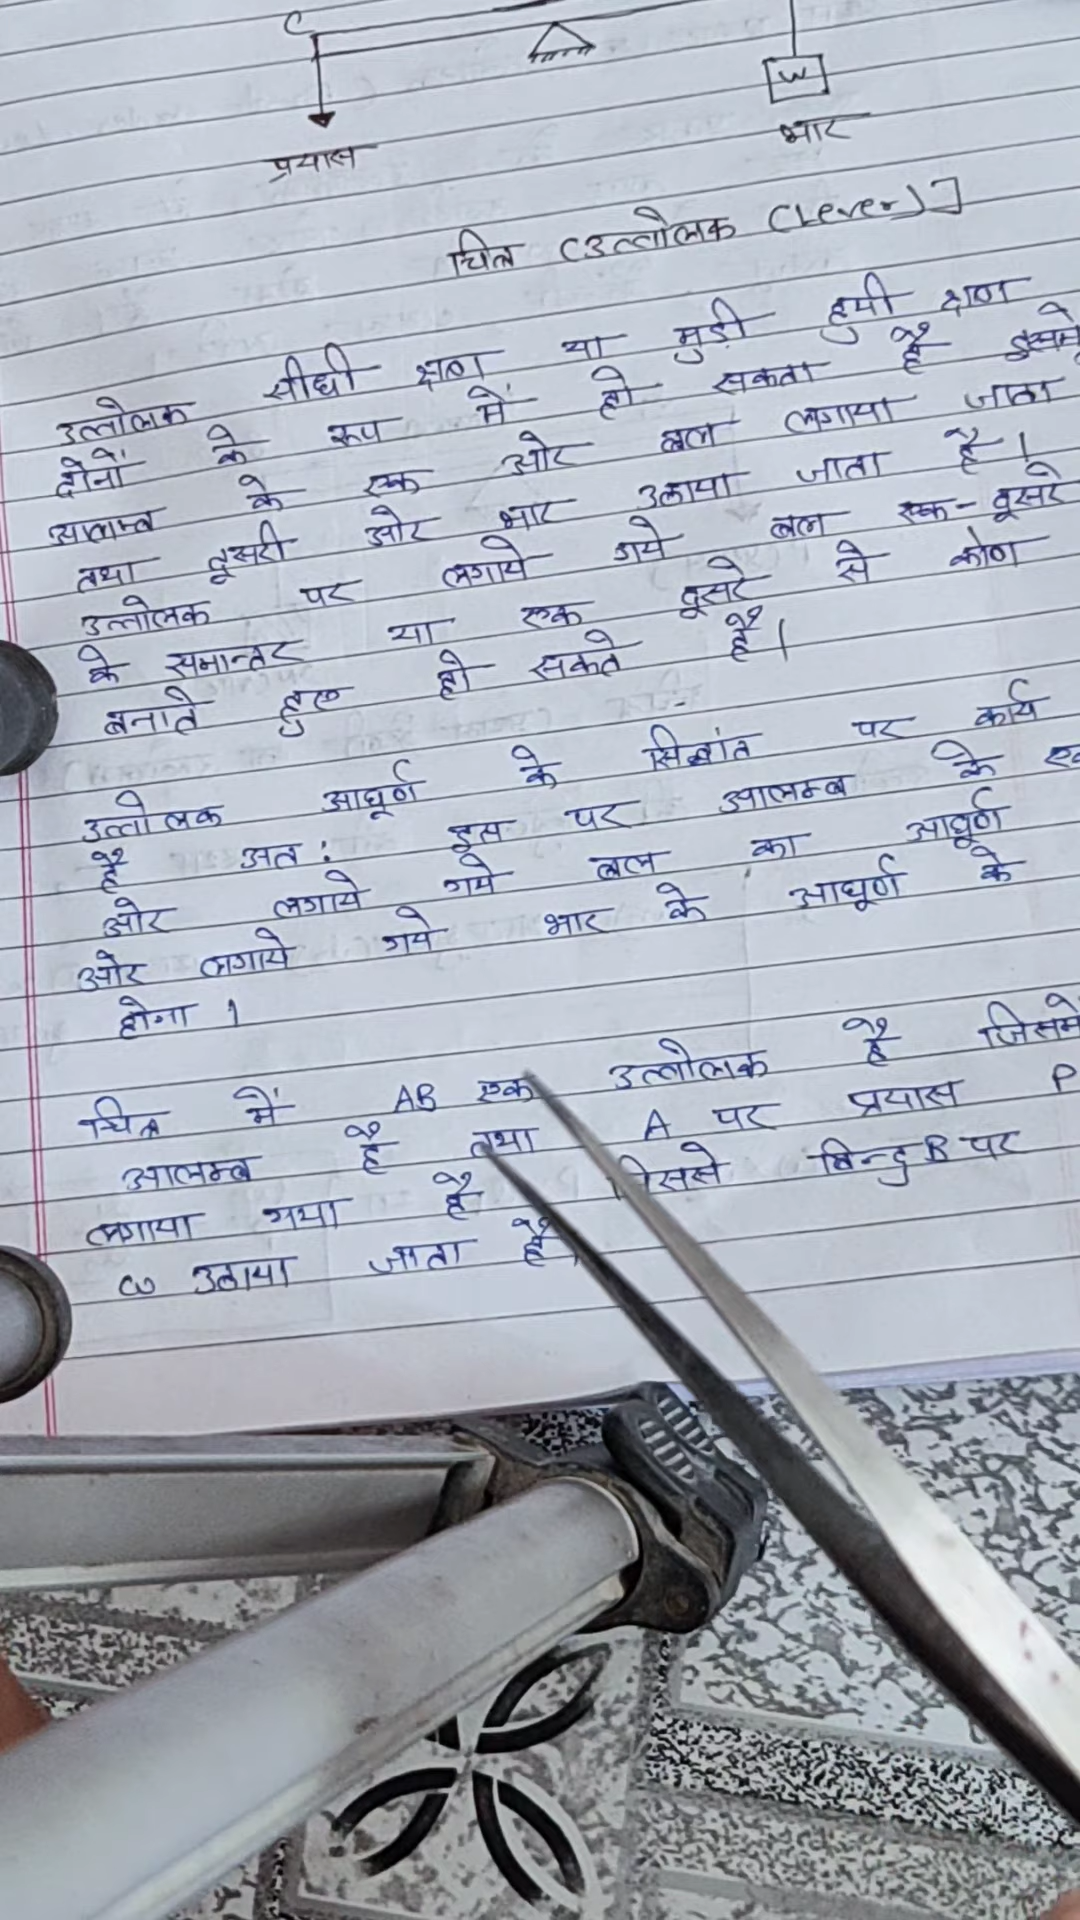 C
W
प्रयास
भार
चित्र (उत्तोलक (Lever)]
उत्तोलक सीधी क्षण या मुड़ी हुयी क्षण
दोनों के रूप में हो सकता है इसमे
आलम्ब के एक ओर बल लगाया जाता
तथा दूसरी ओर भार उठाया जाता है।
उत्तोलक पर लगाये गये बल एक-दूसरे
के समान्तर या एक दूसरे से कोण
बनाते हुए हो सकते है।
उत्तोलक आघूर्ण के सिद्धांत पर कार्य
है अत: इस पर आलम्ब के
ओर लगाये गये बल का आघूर्ण
ओर लगाये गये भार के आघूर्ण के
होगा।
चित्र में AB एक उत्तोलक है जिसमे
आलम्ब है तथा A पर प्रयास P
लगाया गया है जिससे बिन्दु B पर
W उठाया जाता है।